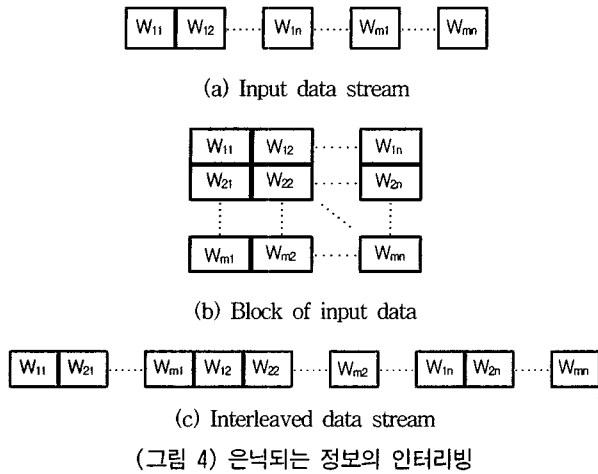 W₁₁ W₁₂ ...... W₁ₙ ...... Wₘ₁ ...... Wₘₙ
(a) Input data stream
W₁₁ W₁₂ ...... W₁ₙ
W₂₁ W₂₂ ...... W₂ₙ
Wₘ₁ Wₘ₂ ...... Wₘₙ
(b) Block of input data
W₁₁ W₂₁ ...... Wₘ₁ W₁₂ W₂₂ ...... Wₘ₂ ...... W₁ₙ W₂ₙ ...... Wₘₙ
(c) Interleaved data stream
(그림 4) 은닉되는 정보의 인터리빙